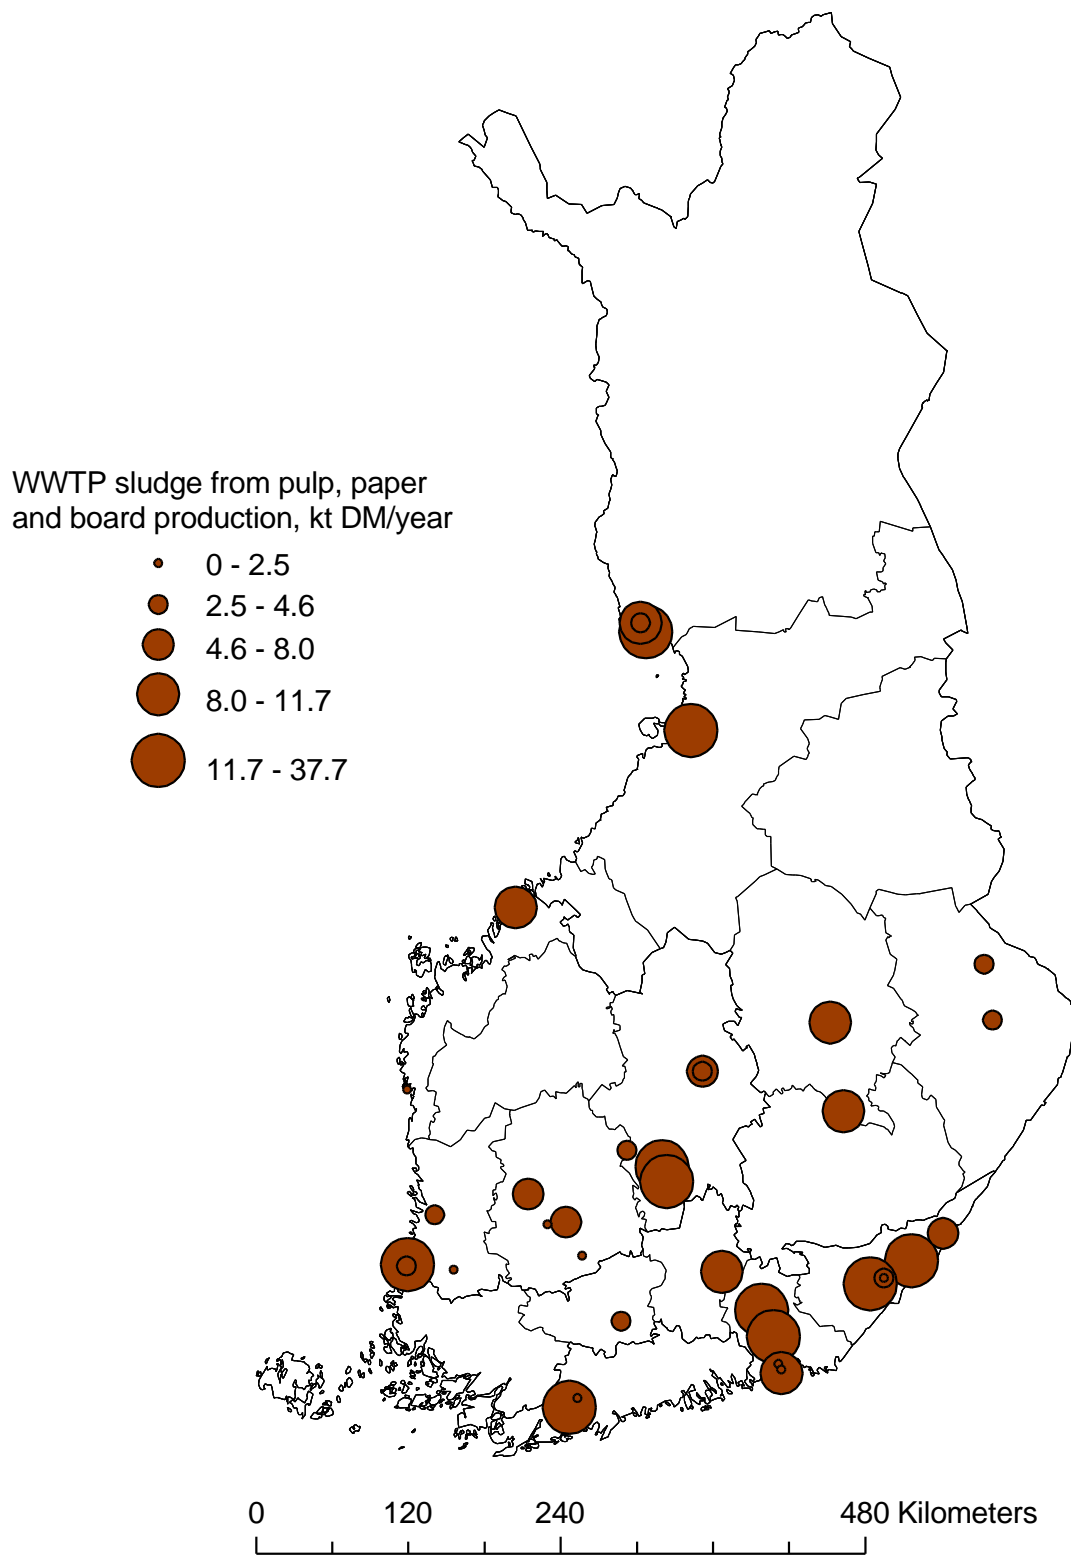 WWTP sludge from pulp, paper
and board production, kt DM/year
0 - 2.5
2.5 - 4.6
4.6 - 8.0
8.0 - 11.7
11.7 - 37.7
0 120 240 480 Kilometers